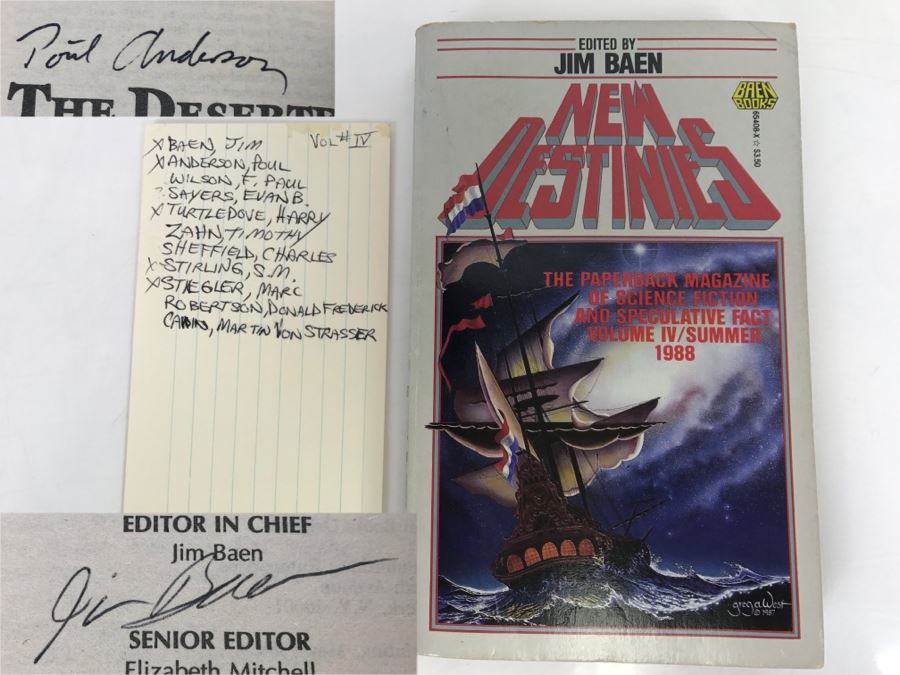 Poul Anderson
THE DESERTE
VOL # IV
X BAEN, JIM
X ANDERSON, POUL
WILSON, F. PAUL
? SAYERS, EVAN B.
X TURTLEDOVE, HARRY
ZAHN, TIMOTHY
SHEFFIELD, CHARLES
X STIRLING, S.M.
X STIEGLER, MARC
ROBERTSON, DONALD FREDERICK
MARTIN VON STRASSER
EDITOR IN CHIEF
Jim Baen
Jim Baen
SENIOR EDITOR
Elizabeth Mitchell
EDITED BY
JIM BAEN
NEW
DESTINIES
BAEN
BOOKS
65408-X ☆ $3.50
THE PAPERBACK MAGAZINE
OF SCIENCE FICTION
AND SPECULATIVE FACT
VOLUME IV/SUMMER
1988
greg a West
© 1987